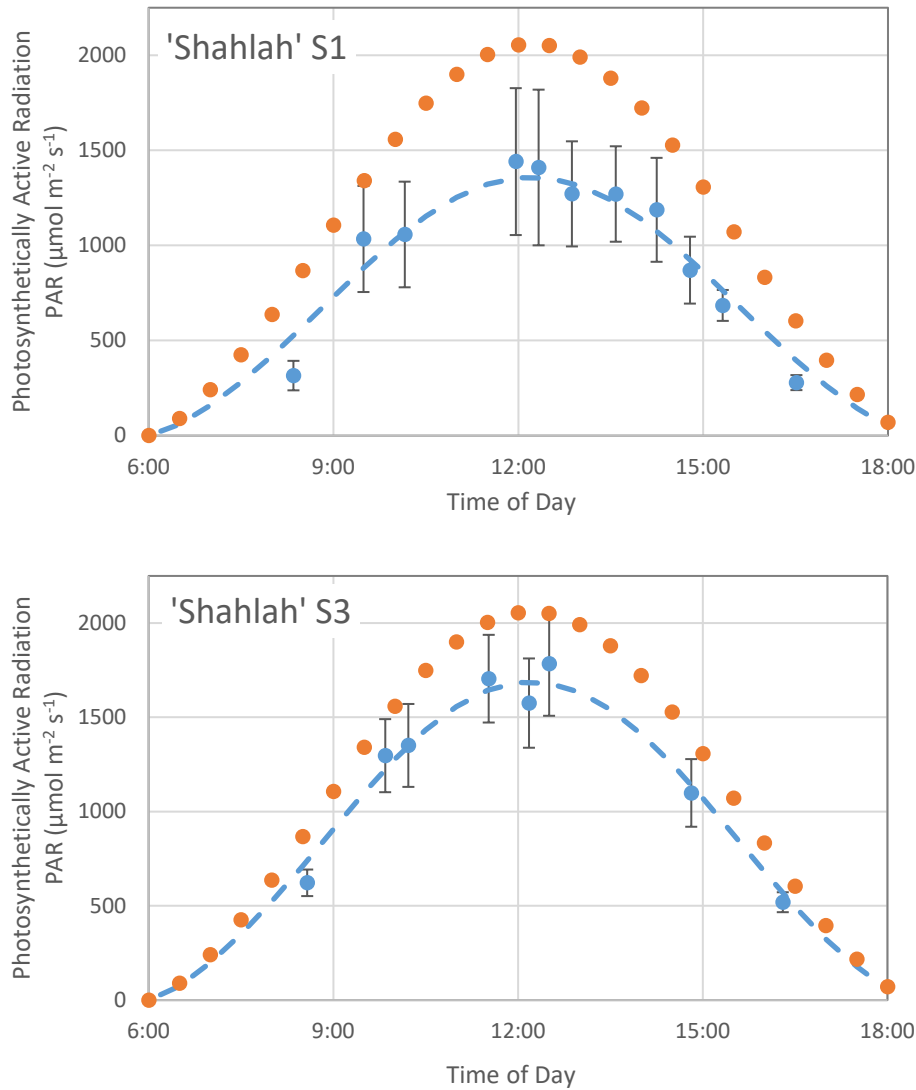 'Shahlah' S1
Photosynthetically Active Radiation
PAR (µmol m⁻² s⁻¹)
2000
1500
1000
500
0
6:00 9:00 12:00 15:00 18:00
Time of Day
'Shahlah' S3
Photosynthetically Active Radiation
PAR (µmol m⁻² s⁻¹)
2000
1500
1000
500
0
6:00 9:00 12:00 15:00 18:00
Time of Day